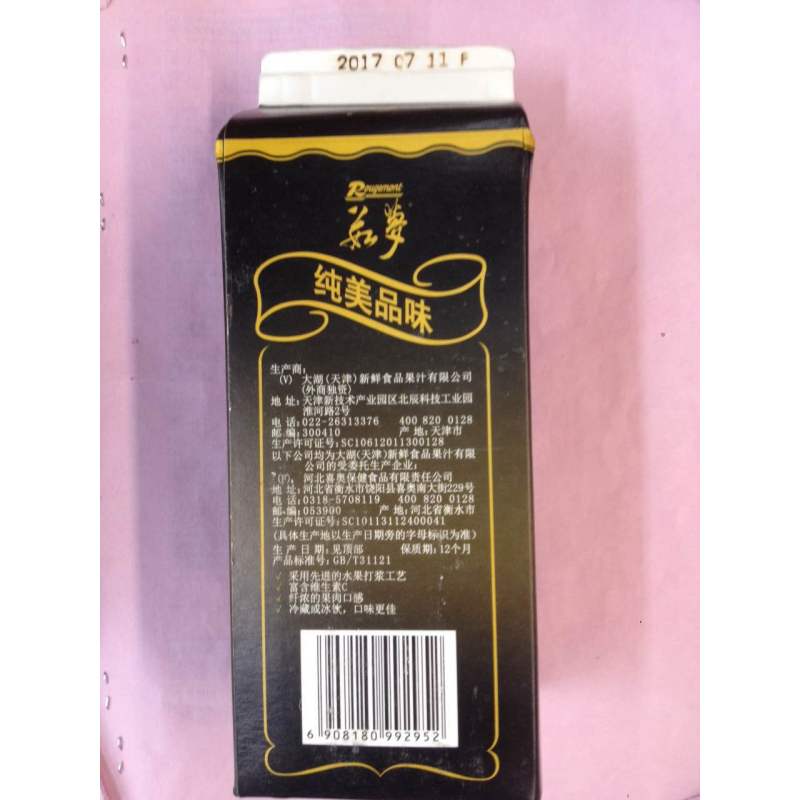 2017 07 11 F
Rougemont
茹梦
纯美品味
生产商:
(V) 大湖(天津)新鲜食品果汁有限公司
(外商独资)
地 址:天津新技术产业园区北辰科技工业园
淮河路2号
电 话:022-26313376 400 820 0128
邮 编:300410 产 地:天津市
生产许可证号:SC10612011300128
以下公司均为大湖(天津)新鲜食品果汁有限
公司的受委托生产企业:
(F), 河北喜奥保健食品有限责任公司
地 址:河北省衡水市饶阳县喜奥南大街229号
电 话:0318-5708119 400 820 0128
邮 编:053900 产 地:河北省衡水市
生产许可证号:SC10113112400041
(具体生产地以生产日期旁的字母标识为准)
生 产 日 期:见顶部 保质期:12个月
产品标准号:GB/T31121
✓ 采用先进的水果打浆工艺
✓ 富含维生素C
✓ 纤浓的果肉口感
✓ 冷藏或冰饮, 口味更佳
6 908180 992952